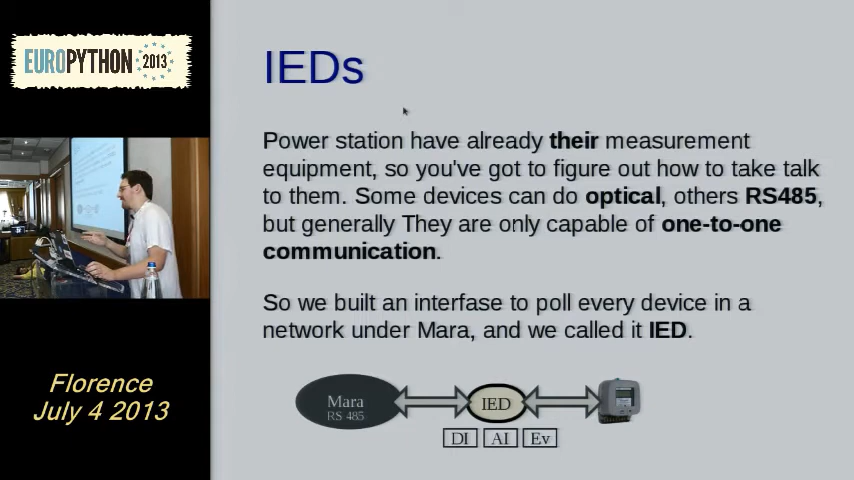 EUROPYTHON 2013
IEDs
Power station have already their measurement
equipment, so you've got to figure out how to take talk
to them. Some devices can do optical, others RS485,
but generally They are only capable of one-to-one
communication.
So we built an interfase to poll every device in a
network under Mara, and we called it IED.
Mara
RS 485
IED
DI
AI
Ev
Florence
July 4 2013